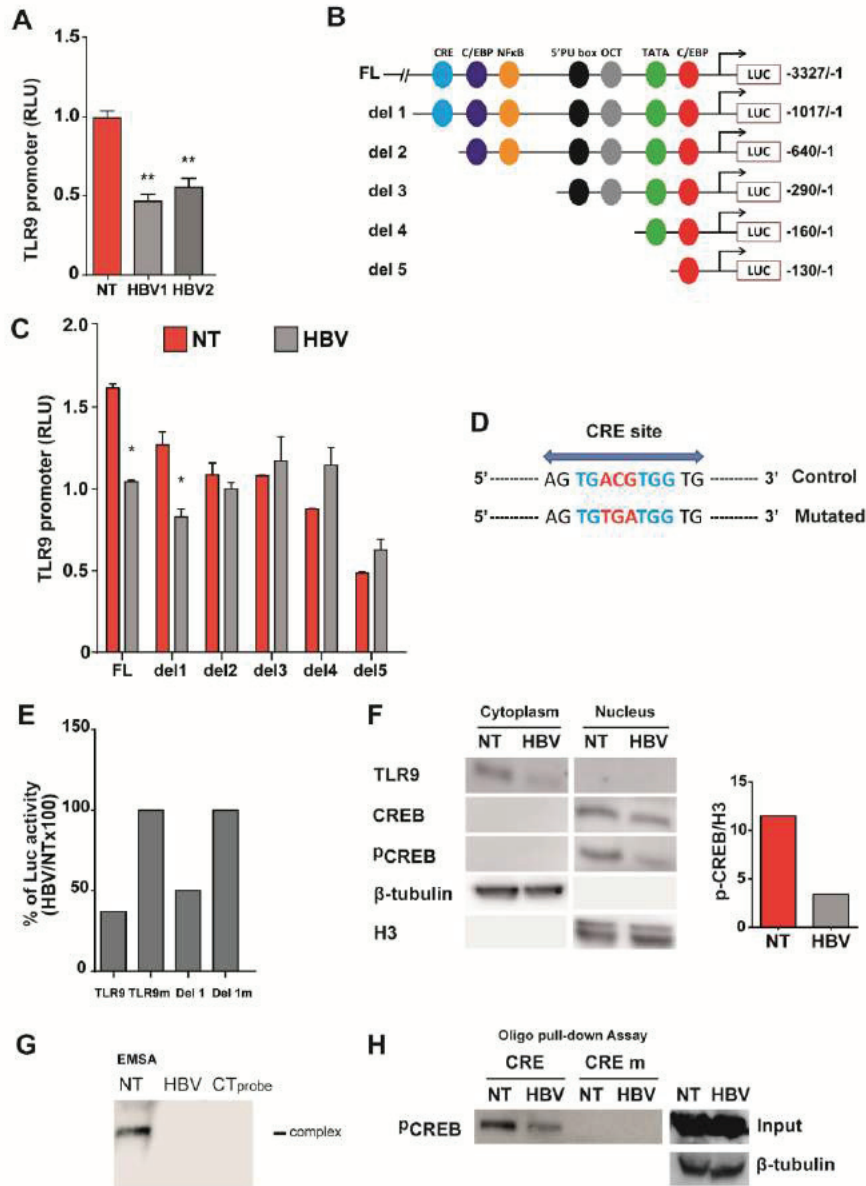 A
TLR9 promoter (RLU)
1.5
1.0
0.5
0
** **
NT HBV1 HBV2
B
CRE C/EBP NFκB 5'PU box OCT TATA C/EBP
FL LUC -3327/-1
del 1 LUC -1017/-1
del 2 LUC -640/-1
del 3 LUC -290/-1
del 4 LUC -160/-1
del 5 LUC -130/-1
C
NT HBV
TLR9 promoter (RLU)
2.0
1.5
1.0
0.5
0
* *
FL del1 del2 del3 del4 del5
D
CRE site
5' AG TGACGTGG TG 3' Control
5' AG TGTGATGG TG 3' Mutated
E
% of Luc activity
(HBV/NTx100)
150
100
50
0
TLR9 TLR9m Del 1 Del 1m
F
Cytoplasm Nucleus
NT HBV NT HBV
TLR9
CREB
pCREB
β-tubulin
H3
p-CREB/H3
15
10
5
0
NT HBV
G
EMSA
NT HBV CTprobe
complex
H
Oligo pull-down Assay
CRE CRE m
NT HBV NT HBV NT HBV
pCREB Input
β-tubulin